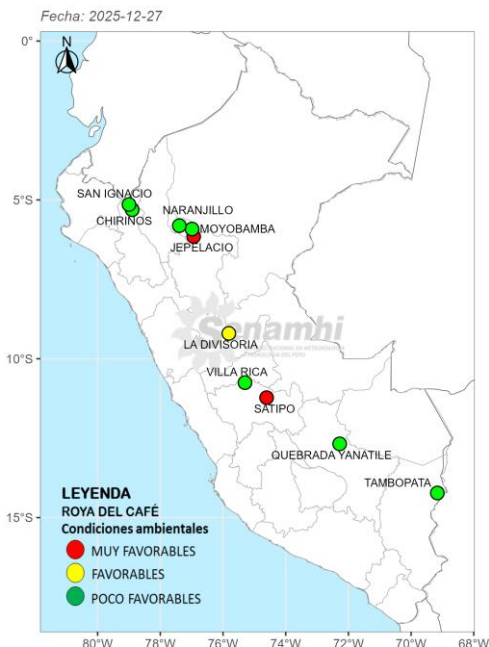 Fecha: 2025-12-27
N
0°
5°S
10°S
15°S
SAN IGNACIO
CHIRINOS
NARANJILLO
MOYOBAMBA
JEPELACIO
Senamhi
LA DIVISORIA
VILLA RICA
SATIPO
QUEBRADA YANATILE
TAMBOPATA
LEYENDA
ROYA DEL CAFÉ
Condiciones ambientales
MUY FAVORABLES
FAVORABLES
POCO FAVORABLES
80°W 78°W 76°W 74°W 72°W 70°W 68°W